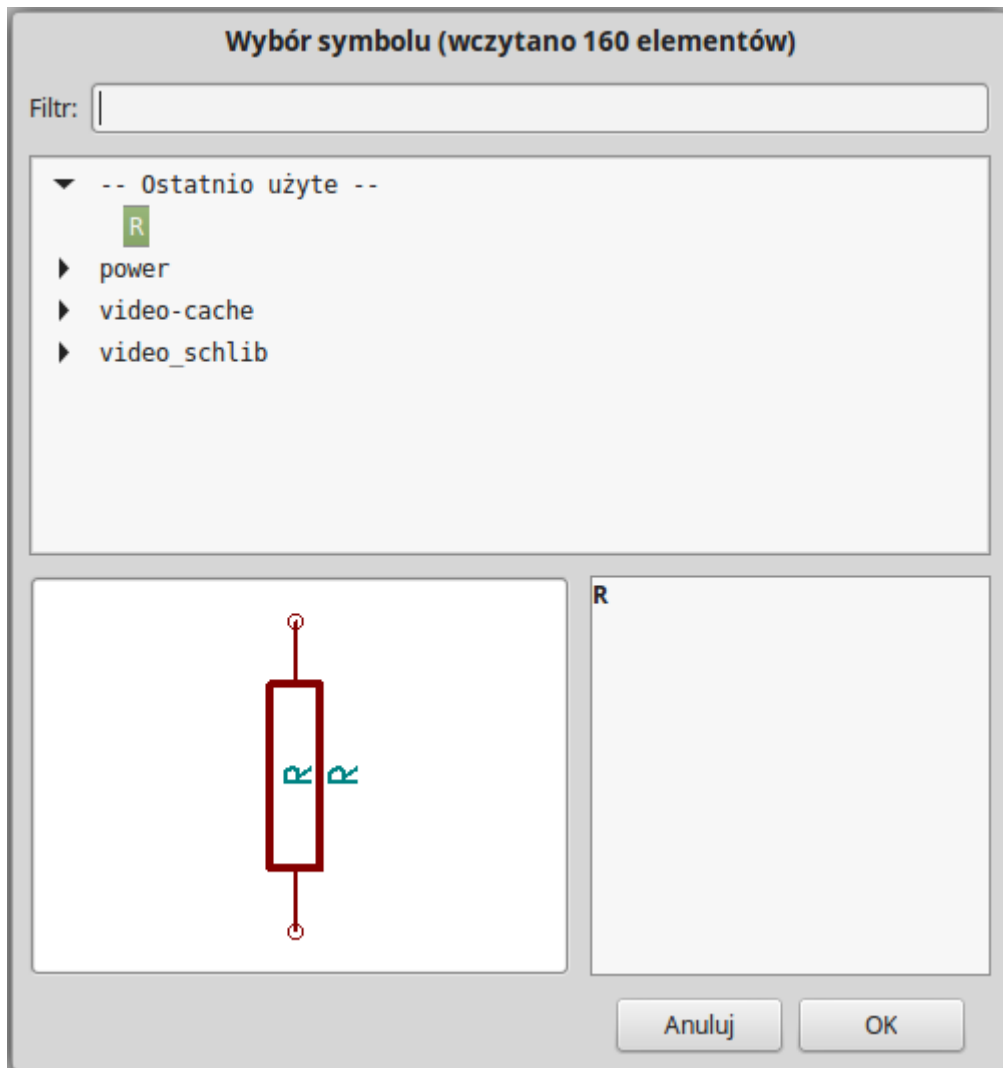 Wybór symbolu (wczytano 160 elementów)
Filtr:
-- Ostatnio użyte --
R
power
video-cache
video_schlib
R R
R
Anuluj OK